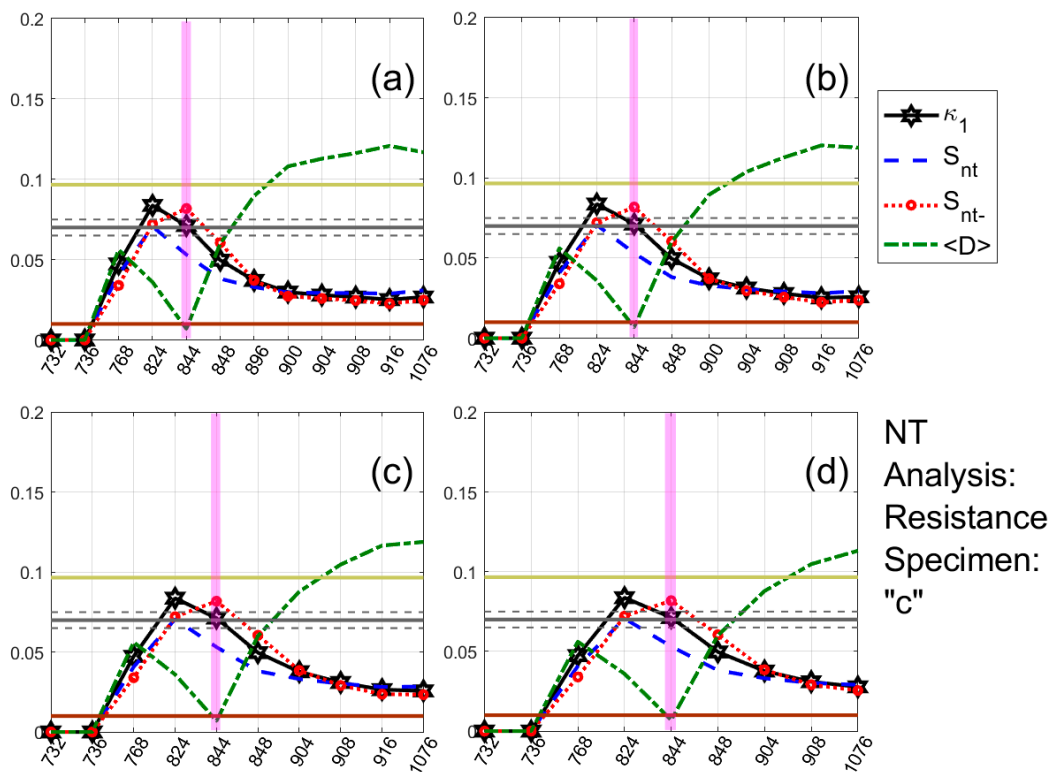 0.2
0.15
0.1
0.05
0
(a)
732 736 768 824 844 848 896 900 904 908 916 1076
0.2
0.15
0.1
0.05
0
(b)
732 736 768 824 844 848 900 904 908 916 1076
κ1
Snt
Snt-
<D>
0.2
0.15
0.1
0.05
0
(c)
732 736 768 824 844 848 904 908 916 1076
0.2
0.15
0.1
0.05
0
(d)
732 736 768 824 844 848 904 908 1076
NT
Analysis:
Resistance
Specimen:
"c"